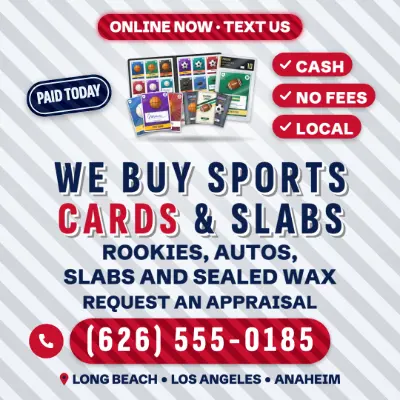 ONLINE NOW • TEXT US
PAID TODAY
CASH
NO FEES
LOCAL
WE BUY SPORTS
CARDS & SLABS
ROOKIES, AUTOS,
SLABS AND SEALED WAX
REQUEST AN APPRAISAL
(626) 555-0185
LONG BEACH • LOS ANGELES • ANAHEIM